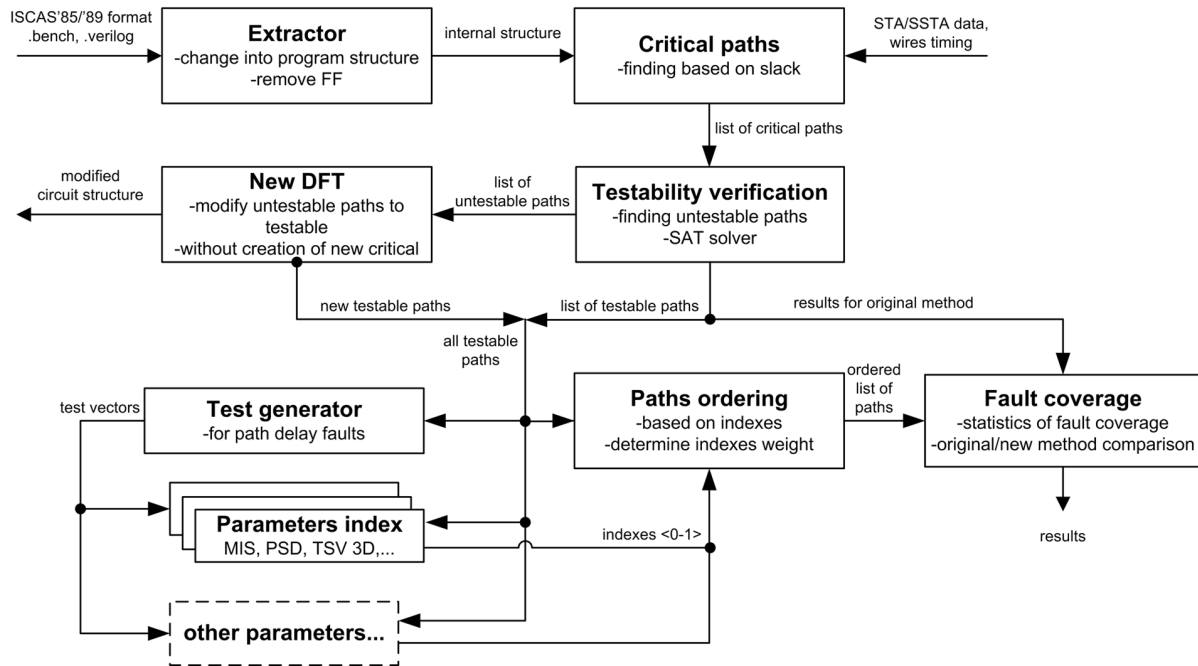 ISCAS'85/'89 format
.bench, .verilog
Extractor
-change into program structure
-remove FF
internal structure
Critical paths
-finding based on slack
STA/SSTA data,
wires timing
list of critical paths
modified
circuit structure
New DFT
-modify untestable paths to
testable
-without creation of new critical
list of
untestable paths
Testability verification
-finding untestable paths
-SAT solver
new testable paths
list of testable paths
results for original method
all testable
paths
test vectors
Test generator
-for path delay faults
Paths ordering
-based on indexes
-determine indexes weight
ordered
list of
paths
Fault coverage
-statistics of fault coverage
-original/new method comparison
Parameters index
MIS, PSD, TSV 3D,...
indexes <0-1>
results
other parameters...